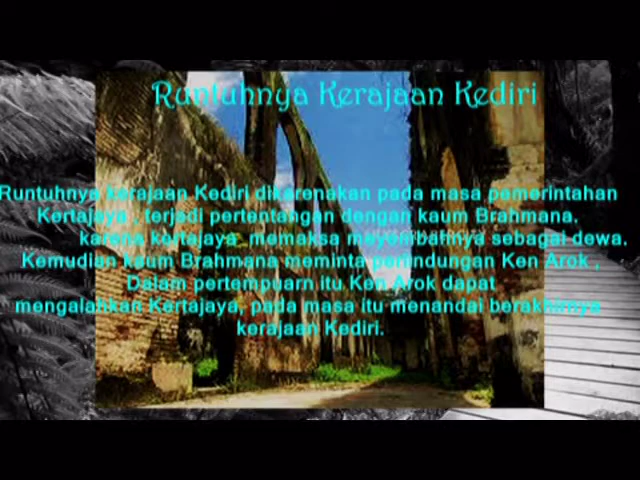 Runtuhnya Kerajaan Kediri
Runtuhnya kerajaan Kediri dikarenakan pada masa pemerintahan
Kertajaya , terjadi pertentangan dengan kaum Brahmana,
karena kertajaya memaksa meyembahnya sebagai dewa.
Kemudian kaum Brahmana meminta perlindungan Ken Arok ,
Dalam pertempuarn itu Ken Arok dapat
mengalahkan Kertajaya, pada masa itu menandai berakhirnya
kerajaan Kediri.